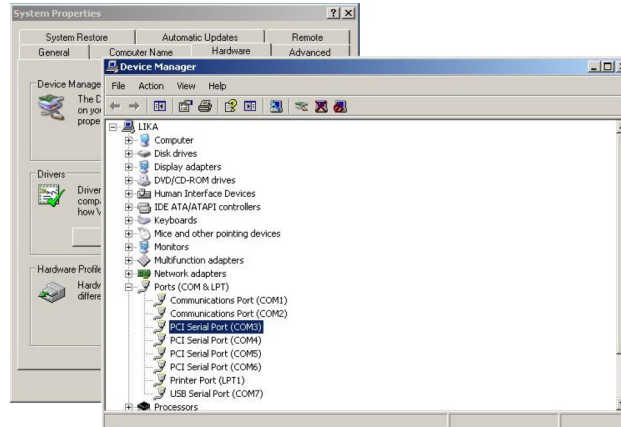 System Properties
System Restore
Automatic Updates
Remote
General
Computer Name
Hardware
Advanced
Device Manage
The D
on you
prope
Drivers
Driver
comp
how
Hardware Profile
Hardw
differe
Device Manager
File Action View Help
LIKA
Computer
Disk drives
Display adapters
DVD/CD-ROM drives
Human Interface Devices
IDE ATA/ATAPI controllers
Keyboards
Mice and other pointing devices
Monitors
Multifunction adapters
Network adapters
Ports (COM & LPT)
Communications Port (COM1)
Communications Port (COM2)
PCI Serial Port (COM3)
PCI Serial Port (COM4)
PCI Serial Port (COM5)
PCI Serial Port (COM6)
Printer Port (LPT1)
USB Serial Port (COM7)
Processors